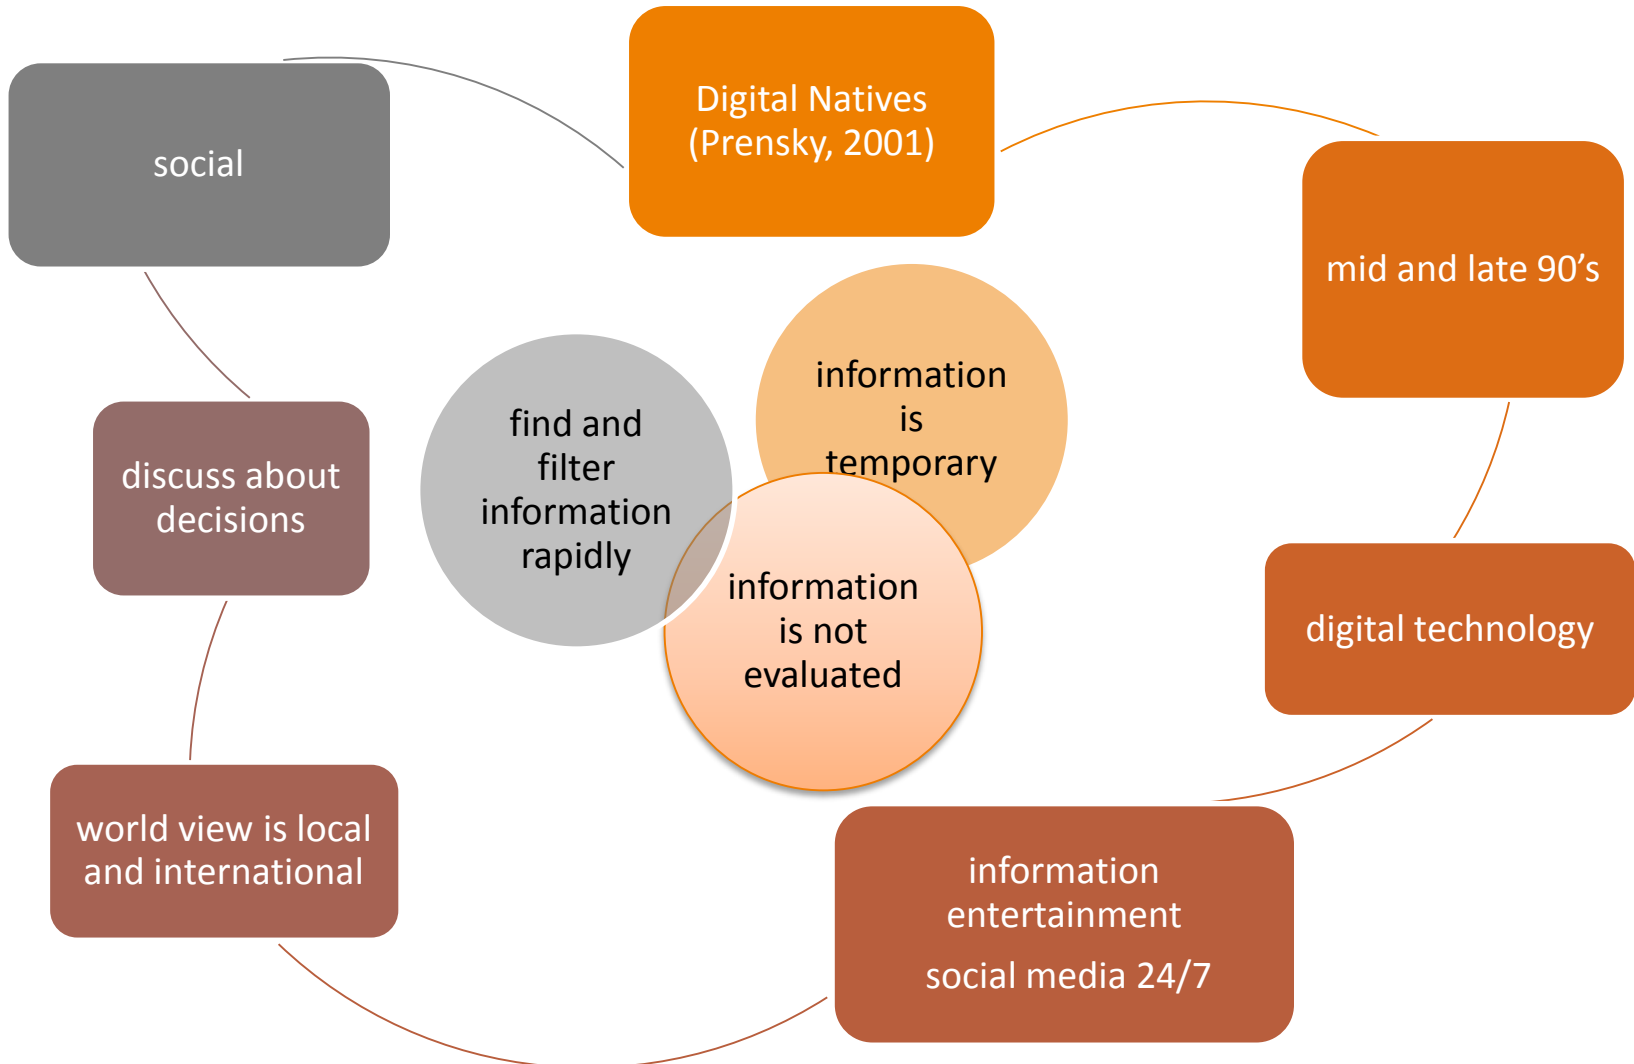 Digital Natives
(Prensky, 2001)
mid and late 90’s
digital technology
information
entertainment
social media 24/7
world view is local
and international
discuss about
decisions
social
find and
filter
information
rapidly
information
is
temporary
information
is not
evaluated